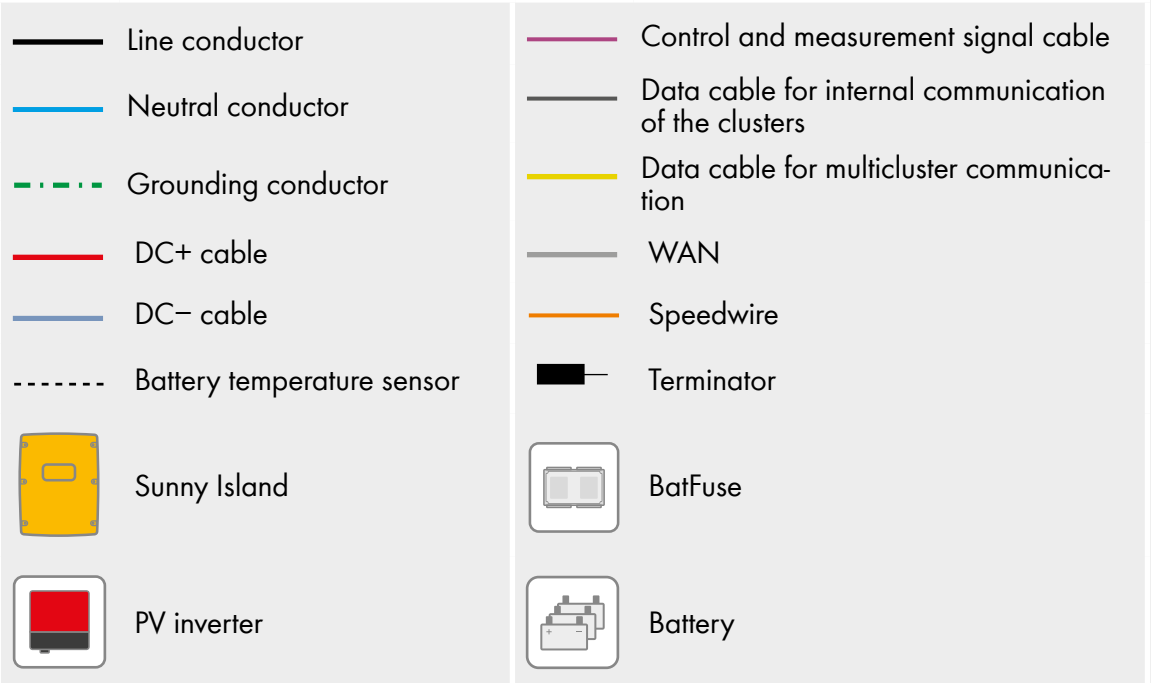 Line conductor
Neutral conductor
Grounding conductor
DC+ cable
DC− cable
Battery temperature sensor
Sunny Island
PV inverter
Control and measurement signal cable
Data cable for internal communication
of the clusters
Data cable for multicluster communica-
tion
WAN
Speedwire
Terminator
BatFuse
+ −
Battery